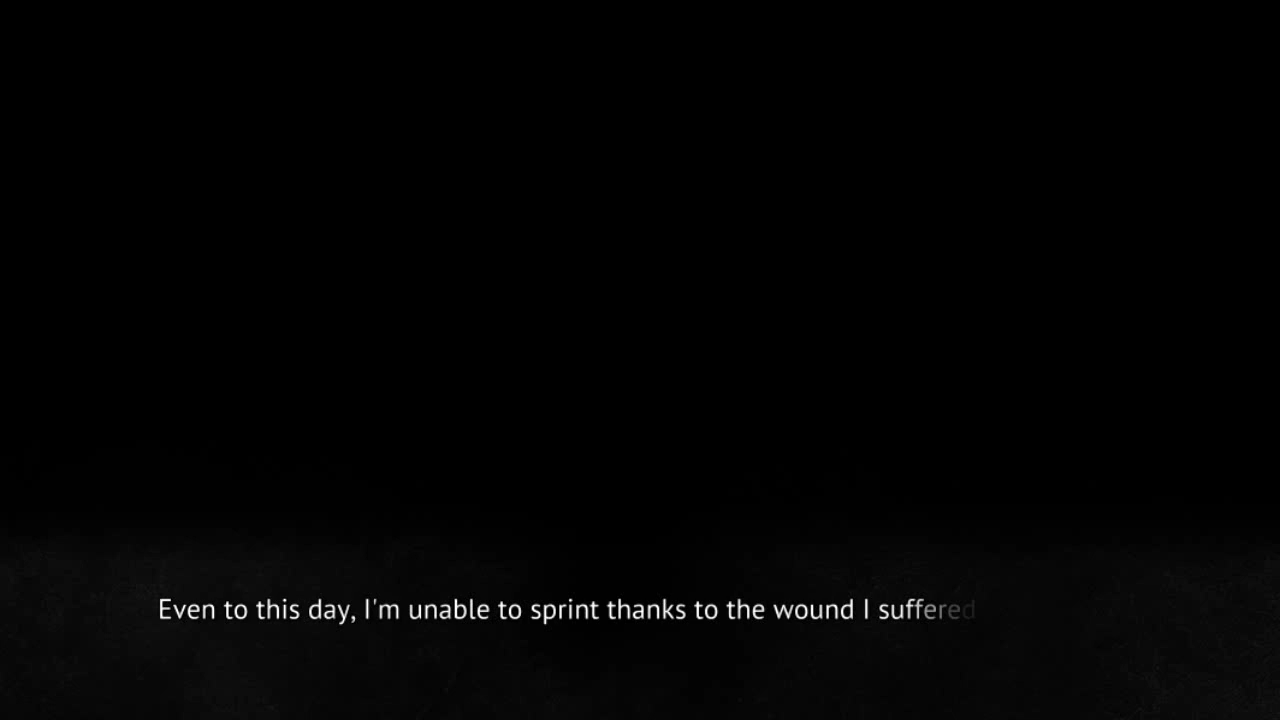 Even to this day, I'm unable to sprint thanks to the wound I suffered